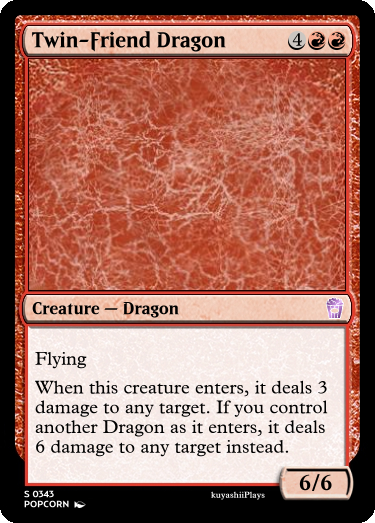 Twin-Friend Dragon 4
Creature — Dragon
Flying
When this creature enters, it deals 3
damage to any target. If you control
another Dragon as it enters, it deals
6 damage to any target instead.
6/6
S 0343
POPCORN
kuyashiiPlays